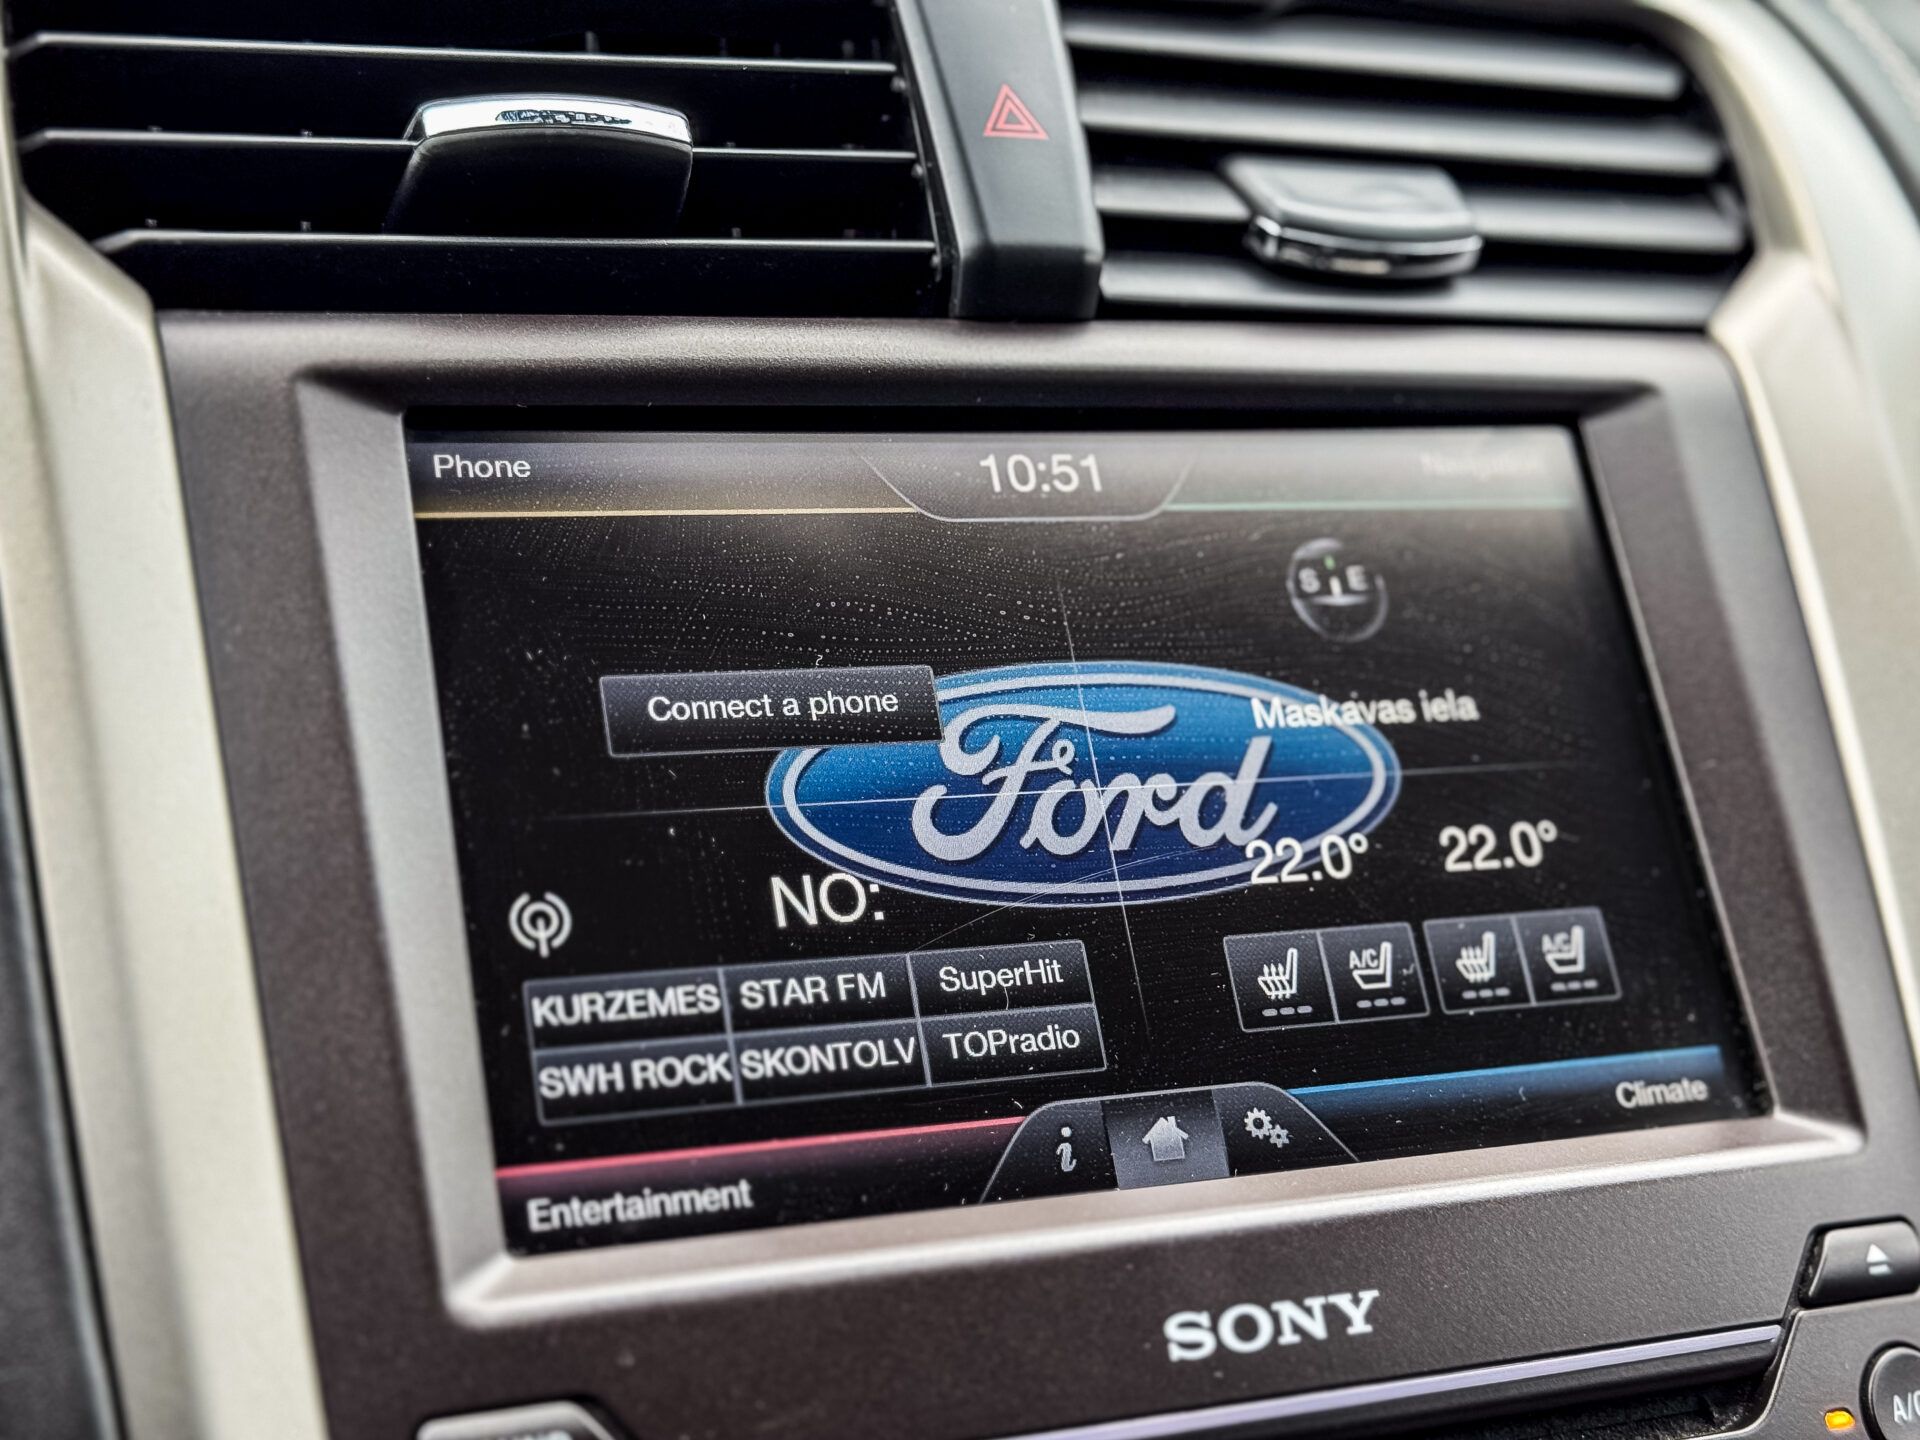 Phone
10:51
Navigation
S E
Connect a phone
Maskavas iela
Ford
22.0° 22.0°
NO:
A/C A/C
KURZEMES STAR FM SuperHit
SWH ROCK SKONTOLV TOPradio
Climate
i
Entertainment
SONY